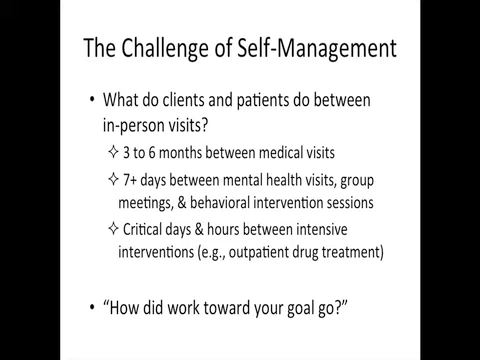 The Challenge of Self-Management
• What do clients and patients do between
in-person visits?
✧ 3 to 6 months between medical visits
✧ 7+ days between mental health visits, group
meetings, & behavioral intervention sessions
✧ Critical days & hours between intensive
interventions (e.g., outpatient drug treatment)
• “How did work toward your goal go?”